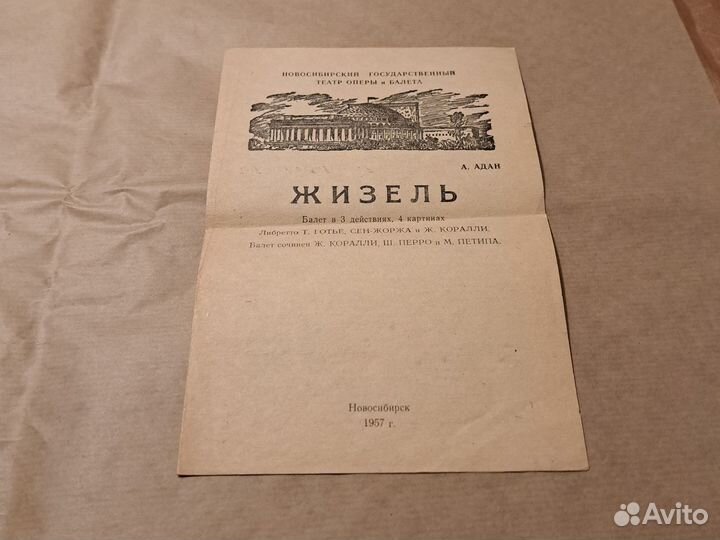 НОВОСИБИРСКИЙ ГОСУДАРСТВЕННЫЙ
ТЕАТР ОПЕРЫ и БАЛЕТА
А. АДАН
ЖИЗЕЛЬ
Балет в 3 действиях, 4 картинах
Либретто Т. ГОТЬЕ, СЕН-ЖОРЖА и Ж. КОРАЛЛИ.
Балет сочинен Ж. КОРАЛЛИ, Ш. ПЕРРО и М. ПЕТИПА.
Новосибирск
1957 г.
Avito